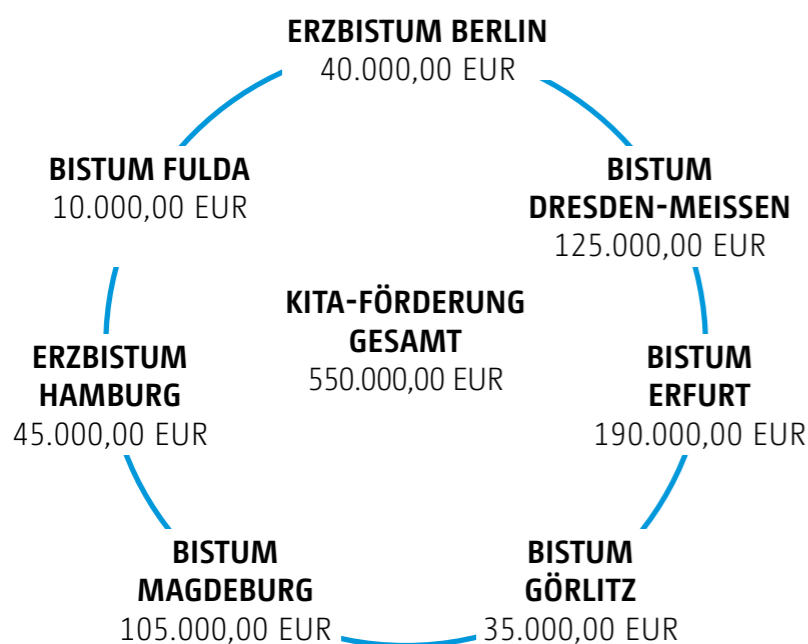 ERZBISTUM BERLIN
40.000,00 EUR
BISTUM
DRESDEN-MEISSEN
125.000,00 EUR
BISTUM
ERFURT
190.000,00 EUR
BISTUM
GÖRLITZ
35.000,00 EUR
BISTUM
MAGDEBURG
105.000,00 EUR
ERZBISTUM
HAMBURG
45.000,00 EUR
BISTUM FULDA
10.000,00 EUR
KITA-FÖRDERUNG
GESAMT
550.000,00 EUR